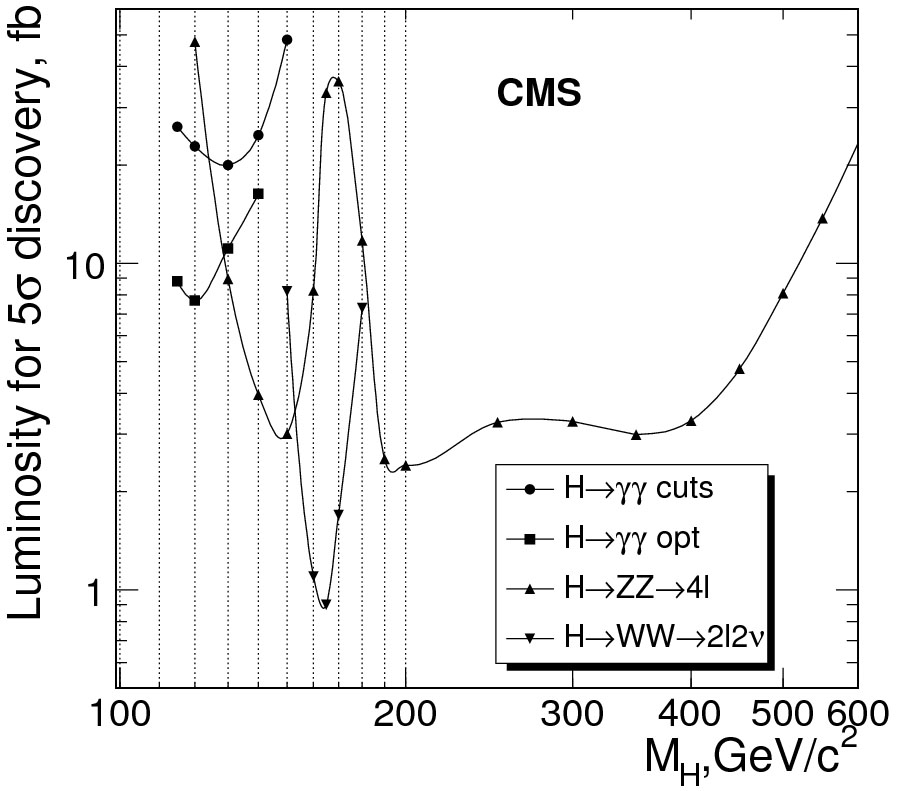 Luminosity for 5σ discovery, fb
CMS
10
1
H→γγ cuts
H→γγ opt
H→ZZ→4l
H→WW→2l2ν
100 200 300 400 500 600
M_H,GeV/c²